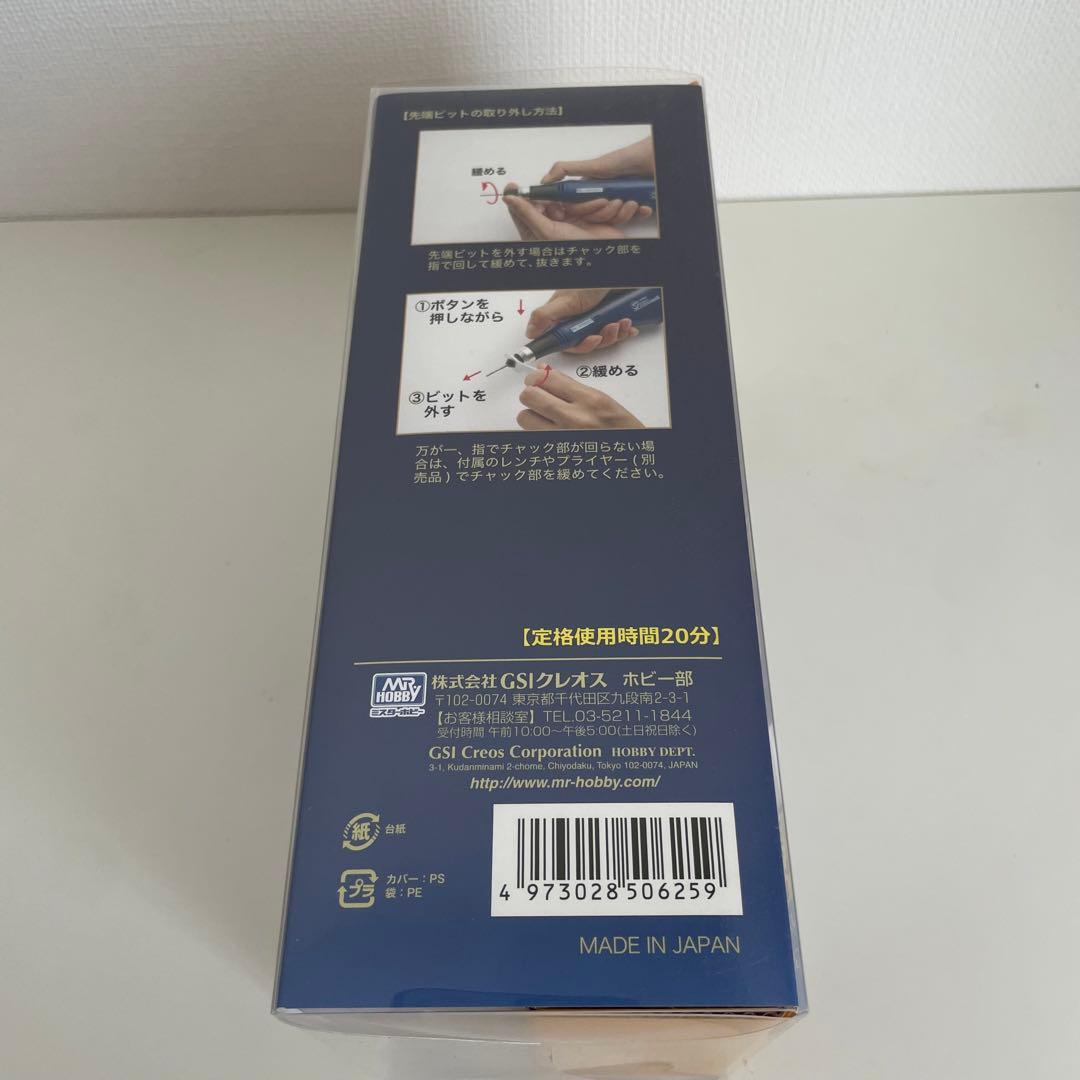 【先端ビットの取り外し方法】
緩める
先端ビットを外す場合はチャック部を
指で回して緩めて、抜きます。
①ボタンを
押しながら
②緩める
③ビットを
外す
万が一、指でチャック部が回らない場
合は、付属のレンチやプライヤー(別
売品)でチャック部を緩めてください。
【定格使用時間20分】
MR.
HOBBY
ミスターホビー
株式会社GSIクレオス ホビー部
〒102-0074 東京都千代田区九段南2-3-1
【お客様相談室】TEL.03-5211-1844
受付時間 午前10:00〜午後5:00(土日祝日除く)
GSI Creos Corporation HOBBY DEPT.
3-1, Kudanminami 2-chome, Chiyodaku, Tokyo 102-0074, JAPAN
http://www.mr-hobby.com/
紙 台紙
プラ カバー：PS
袋：PE
4 973028 506259
MADE IN JAPAN